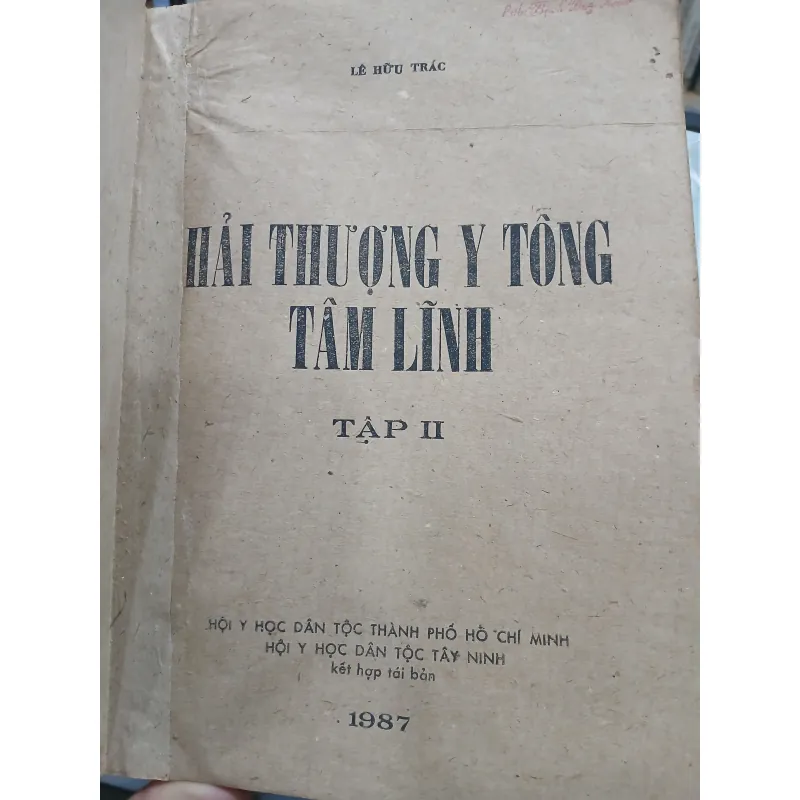 LÊ HỮU TRÁC
HẢI THƯỢNG Y TÔNG
TÂM LĨNH
TẬP II
HỘI Y HỌC DÂN TỘC THÀNH PHỐ HỒ CHÍ MINH
HỘI Y HỌC DÂN TỘC TÂY NINH
kết hợp tái bản
1987